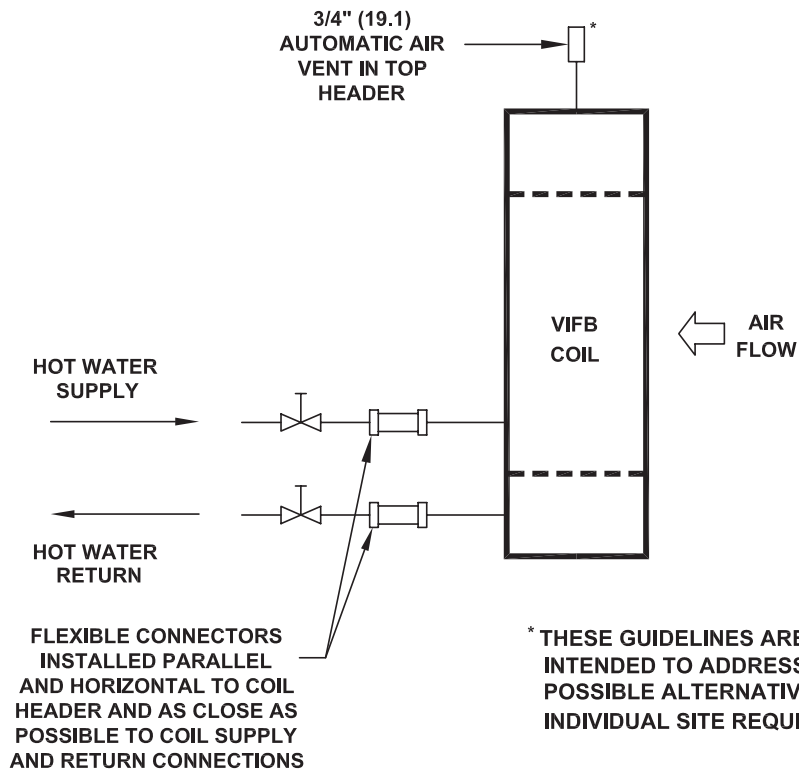 3/4" (19.1)
AUTOMATIC AIR
VENT IN TOP
HEADER
*
VIFB
COIL
AIR
FLOW
HOT WATER
SUPPLY
HOT WATER
RETURN
FLEXIBLE CONNECTORS
INSTALLED PARALLEL
AND HORIZONTAL TO COIL
HEADER AND AS CLOSE AS
POSSIBLE TO COIL SUPPLY
AND RETURN CONNECTIONS
* THESE GUIDELINES ARE
INTENDED TO ADDRESS
POSSIBLE
INDIVIDUAL SITE